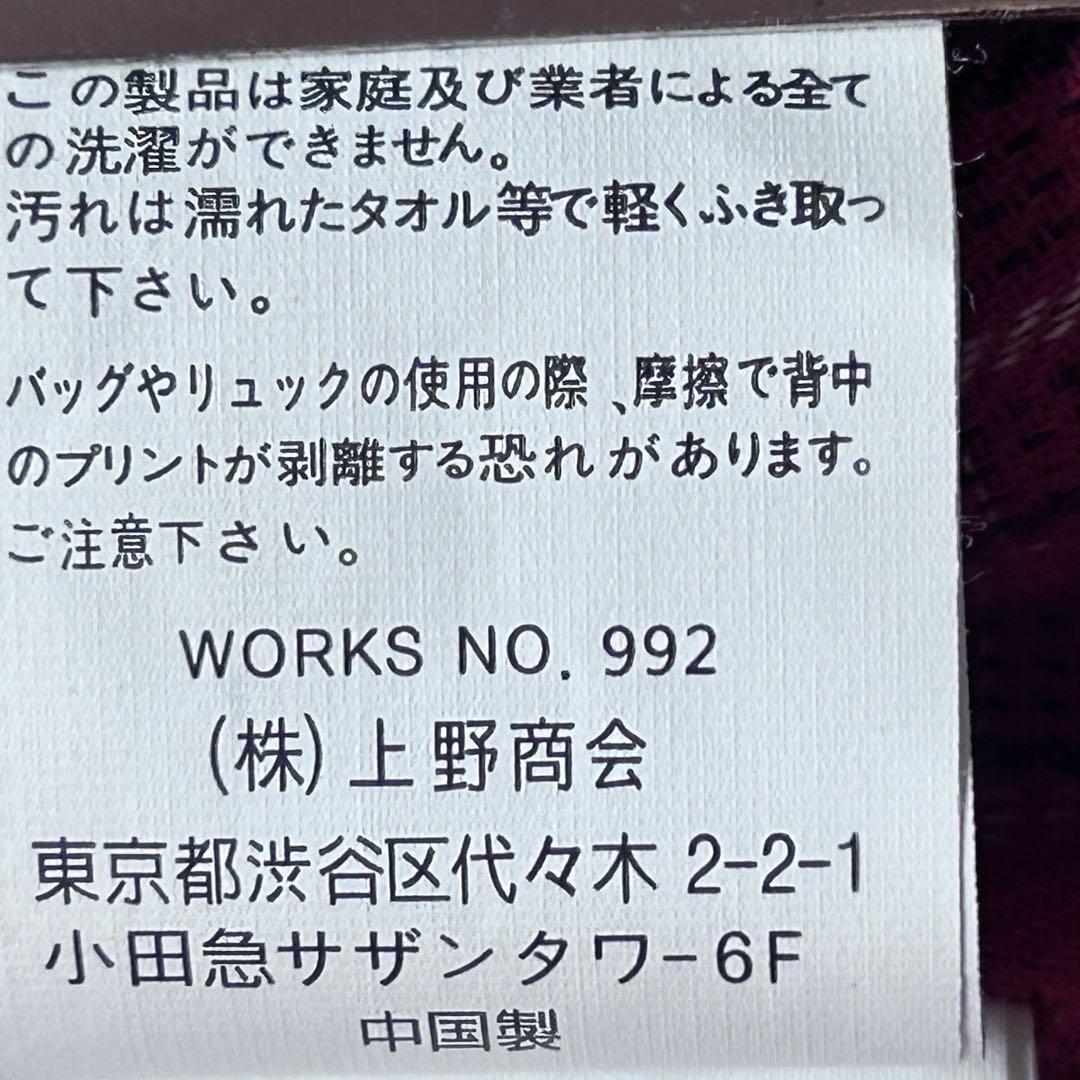 この製品は家庭及び業者による全て
の洗濯ができません。
汚れは濡れたタオル等で軽くふき取っ
て下さい。
バッグやリュックの使用の際、摩擦で背中
のプリントが剥離する恐れがあります。
ご注意下さい。
WORKS NO. 992
(株)上野商会
東京都渋谷区代々木 2-2-1
小田急サザンタワー6F
中国製